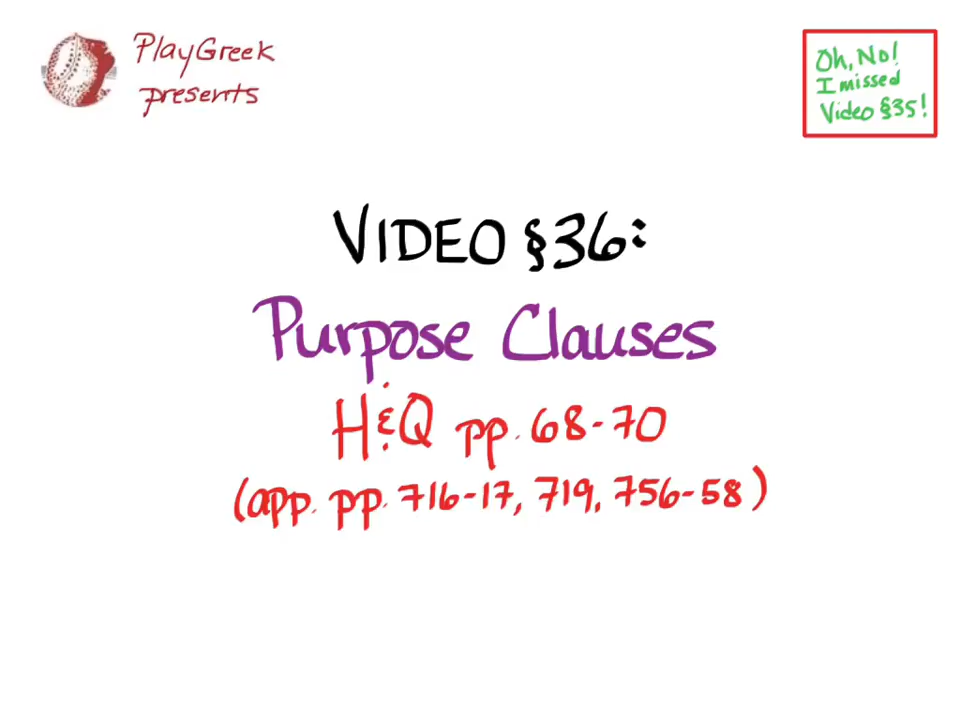 PlayGreek
presents
Oh, No!
I missed
Video §35!
VIDEO §36:
Purpose Clauses
H&Q pp. 68-70
(app. pp. 716-17, 719, 756-58)